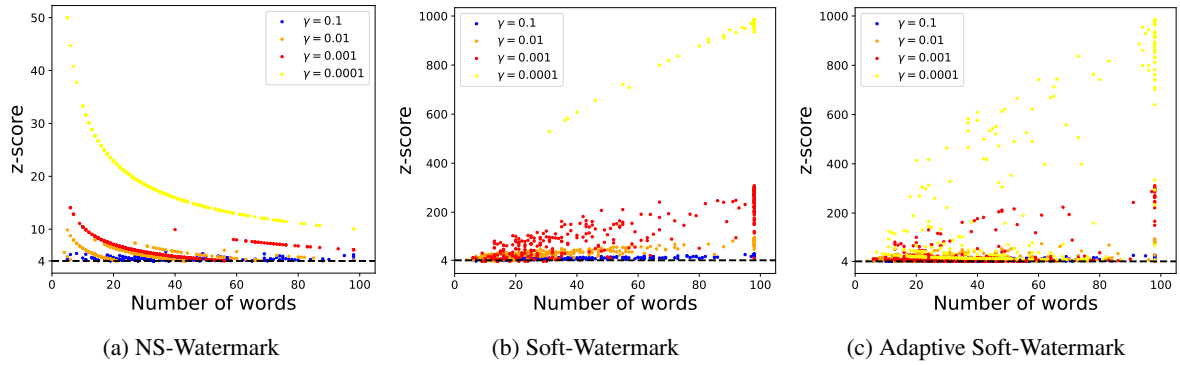 50
40
30
20
10
4
z-score
0
20
40
60
80
100
Number of words
γ = 0.1
γ = 0.01
γ = 0.001
γ = 0.0001
(a) NS-Watermark
1000
800
600
400
200
4
z-score
0
20
40
60
80
100
Number of words
γ = 0.1
γ = 0.01
γ = 0.001
γ = 0.0001
(b) Soft-Watermark
1000
800
600
400
200
4
z-score
0
20
40
60
80
100
Number of words
γ = 0.1
γ = 0.01
γ = 0.001
γ = 0.0001
(c) Adaptive Soft-Watermark